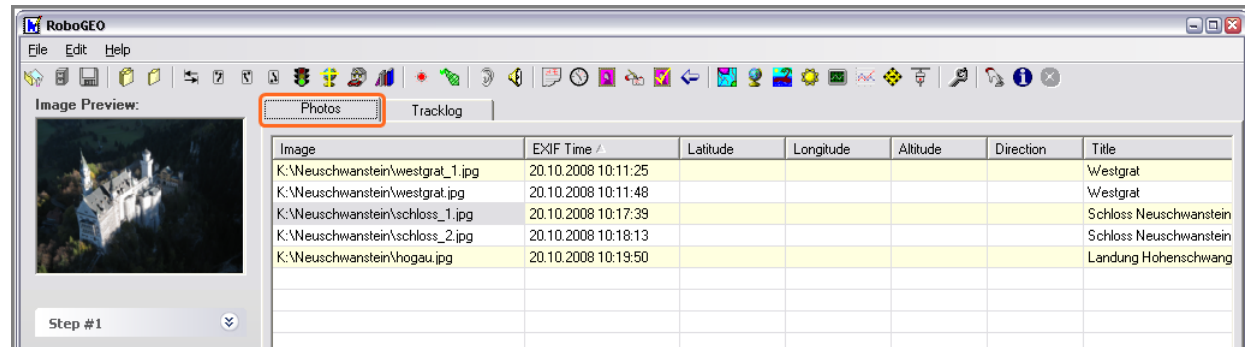 RoboGEO
File Edit Help
Image Preview:
Photos Tracklog
Image EXIF Time Latitude Longitude Altitude Direction Title
K:\Neuschwanstein\westgrat_1.jpg 20.10.2008 10:11:25 Westgrat
K:\Neuschwanstein\westgrat.jpg 20.10.2008 10:11:48 Westgrat
K:\Neuschwanstein\schloss_1.jpg 20.10.2008 10:17:39 Schloss Neuschwanstein
K:\Neuschwanstein\schloss_2.jpg 20.10.2008 10:18:13 Schloss Neuschwanstein
K:\Neuschwanstein\hogau.jpg 20.10.2008 10:19:50 Landung Hohenschwang
Step #1